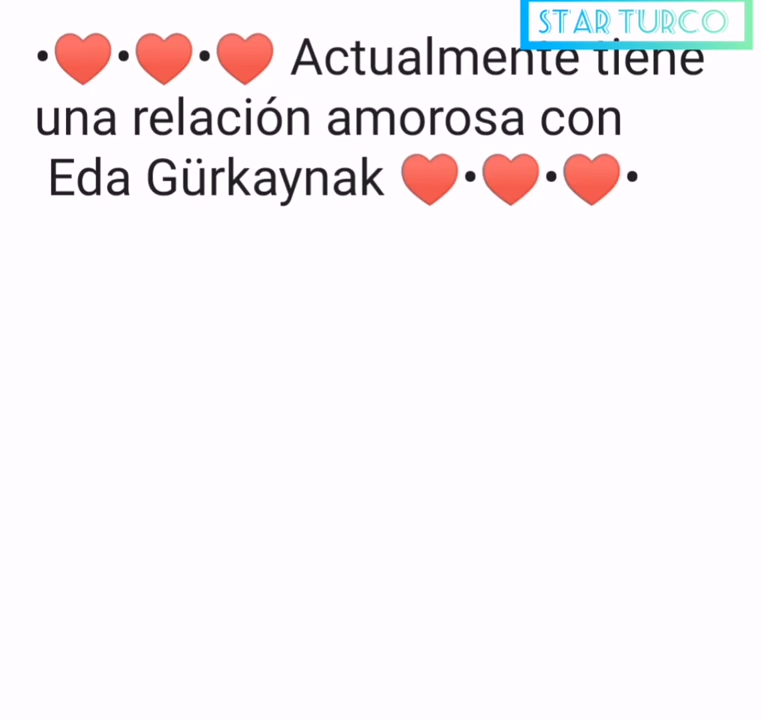 STAR TURCO
•♥️•♥️•♥️ Actualmente tiene
una relación amorosa con
Eda Gürkaynak ♥️•♥️•♥️•